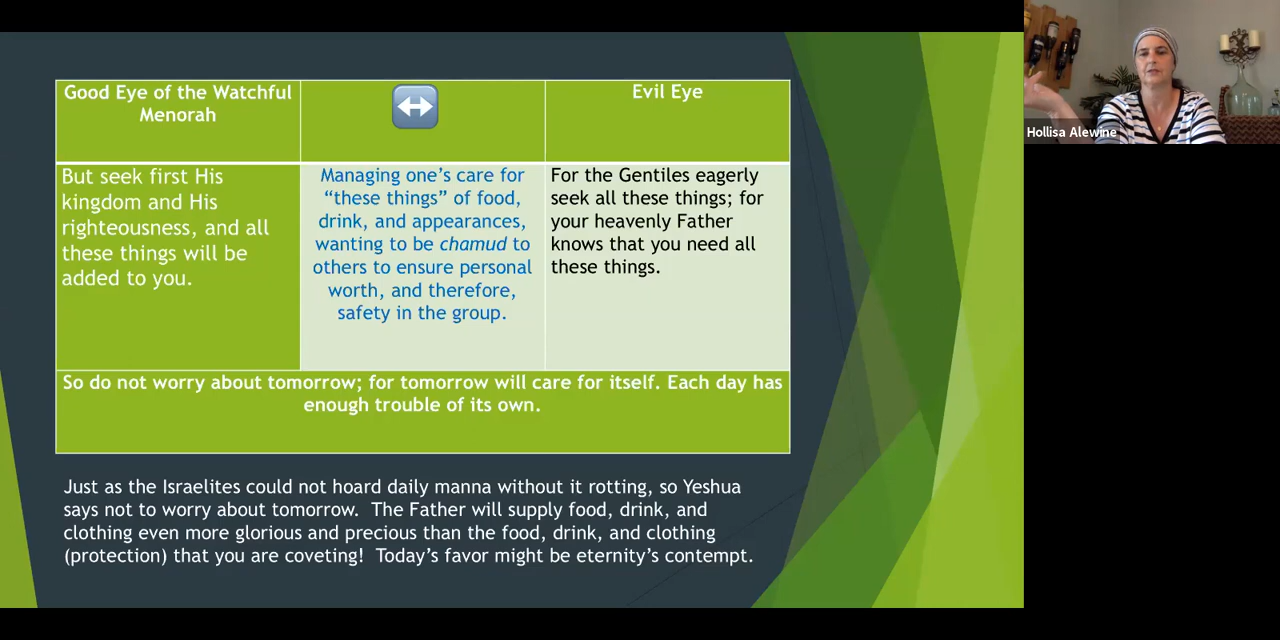 Good Eye of the Watchful
Menorah
Evil Eye
But seek first His
kingdom and His
righteousness, and all
these things will be
added to you.
Managing one's care for
“these things” of food,
drink, and appearances,
wanting to be chamud to
others to ensure personal
worth, and therefore,
safety in the group.
For the Gentiles eagerly
seek all these things; for
your heavenly Father
knows that you need all
these things.
So do not worry about tomorrow; for tomorrow will care for itself. Each day has
enough trouble of its own.
Just as the Israelites could not hoard daily manna without it rotting, so Yeshua
says not to worry about tomorrow.  The Father will supply food, drink, and
clothing even more glorious and precious than the food, drink, and clothing
(protection) that you are coveting!  Today's favor might be eternity's contempt.
Hollisa Alewine